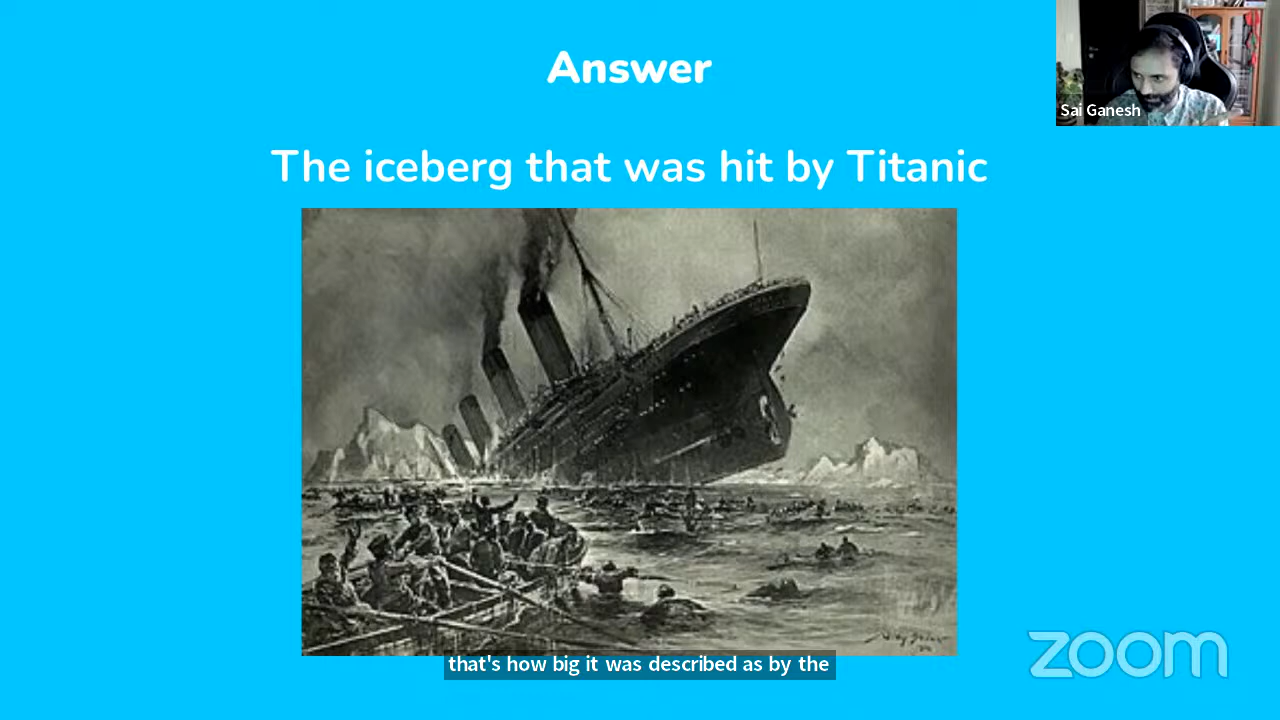 Answer
Sai Ganesh
The iceberg that was hit by Titanic
that's how big it was described as by the
zoom